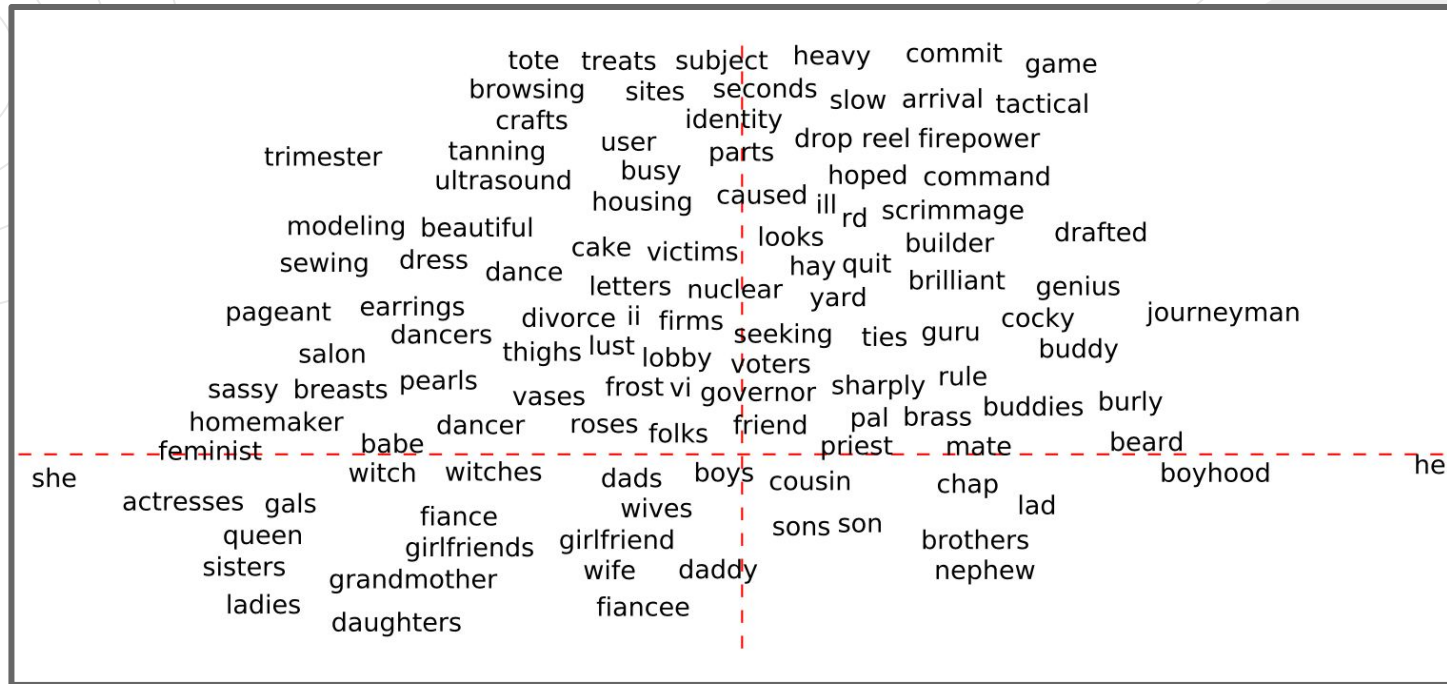 tote treats subject heavy commit game
browsing sites seconds slow arrival tactical
crafts identity
user drop reel firepower
trimester tanning parts
ultrasound busy hoped command
housing caused ill rd scrimmage
modeling beautiful looks builder drafted
sewing dress dance cake victims hay quit
letters nuclear yard brilliant genius
pageant earrings divorce ii firms cocky journeyman
dancers seeking ties guru
salon thighs lust lobby voters buddy
sassy breasts pearls vases frost vi governor sharply rule
homemaker dancer roses folks friend pal brass buddies burly
feminist babe priest mate beard
she witch witches dads boys cousin chap boyhood he
actresses gals fiance wives lad
queen girlfriends girlfriend sons son brothers
sisters grandmother wife daddy nephew
ladies fiancee
daughters